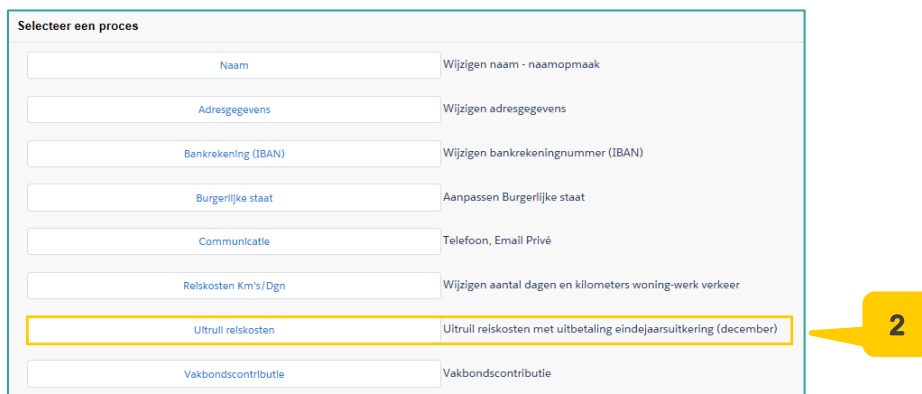 Selecteer een proces
Naam Wijzigen naam - naamopmaak
Adresgegevens Wijzigen adresgegevens
Bankrekening (IBAN) Wijzigen bankrekeningnummer (IBAN)
Burgerlijke staat Aanpassen Burgerlijke staat
Communicatie Telefoon, Email Privé
Reiskosten Km's/Dgn Wijzigen aantal dagen en kilometers woning-werk verkeer
Uitruil reiskosten Uitruil reiskosten met uitbetaling eindejaarsuitkering (december)
2
Vakbondscontributie Vakbondscontributie